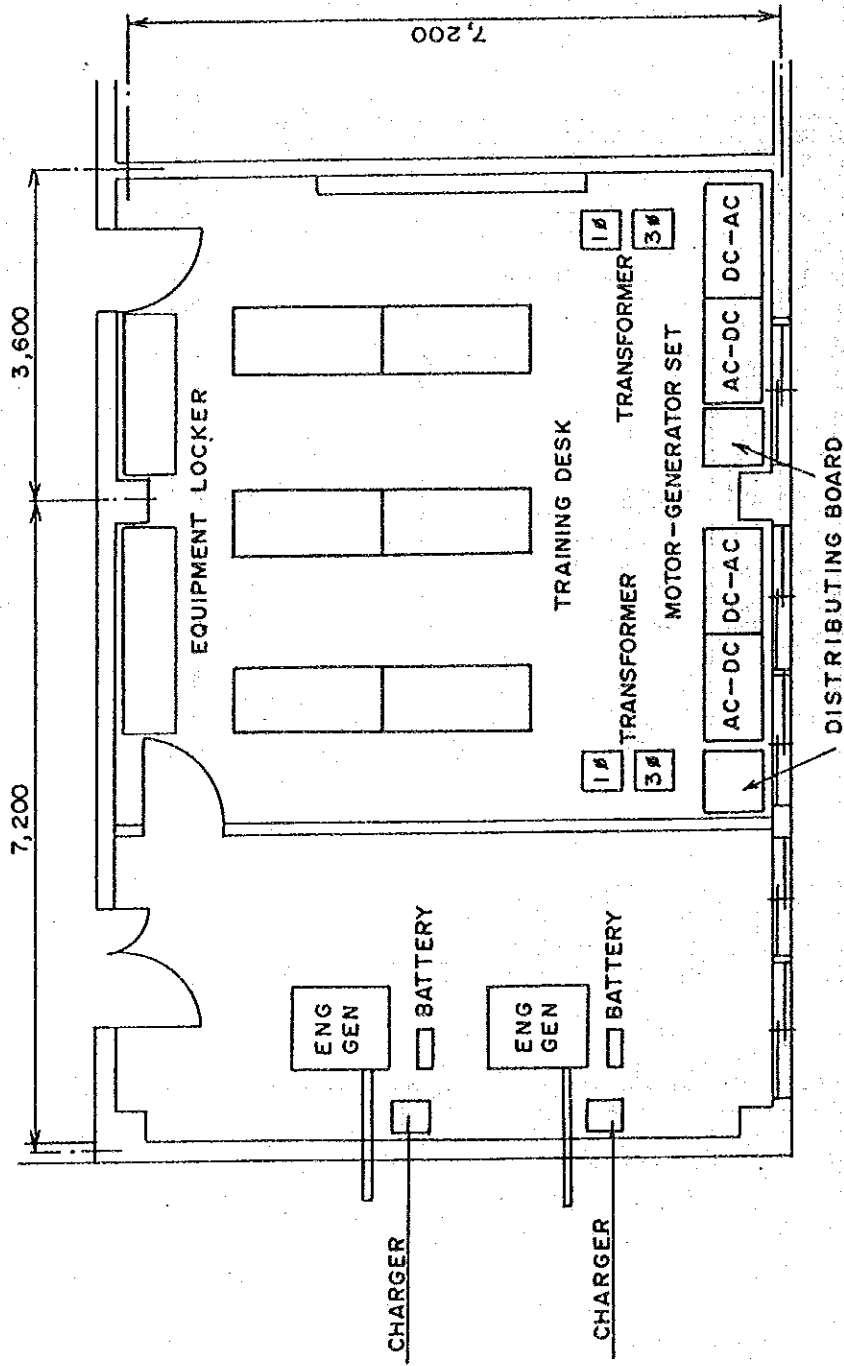 7,200
3,600
7,200
EQUIPMENT LOCKER
ENG
GEN
BATTERY
CHARGER
ENG
GEN
BATTERY
CHARGER
TRAINING DESK
1ø
3ø
TRANSFORMER
TRANSFORMER
1ø
3ø
MOTOR-GENERATOR SET
AC-DC
DC-AC
AC-DC
DC-AC
DISTRIBUTING BOARD